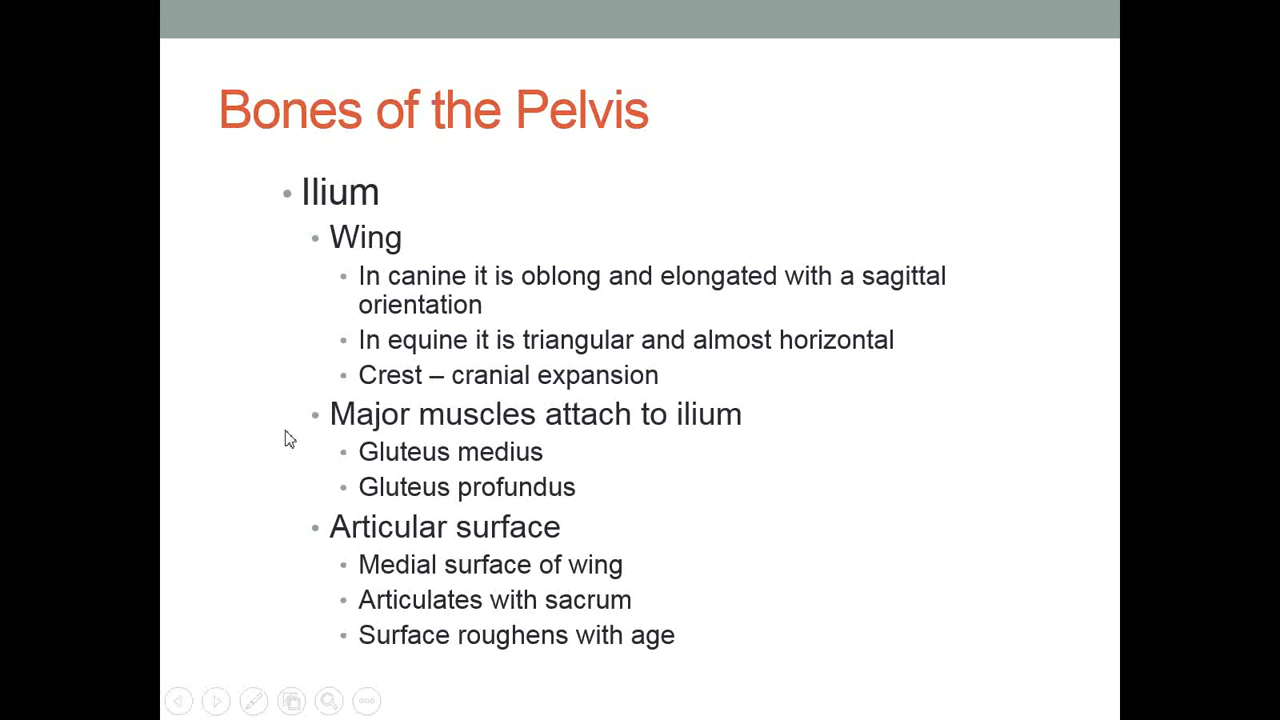 Bones of the Pelvis
• Ilium
• Wing
• In canine it is oblong and elongated with a sagittal
orientation
• In equine it is triangular and almost horizontal
• Crest – cranial expansion
• Major muscles attach to ilium
• Gluteus medius
• Gluteus profundus
• Articular surface
• Medial surface of wing
• Articulates with sacrum
• Surface roughens with age